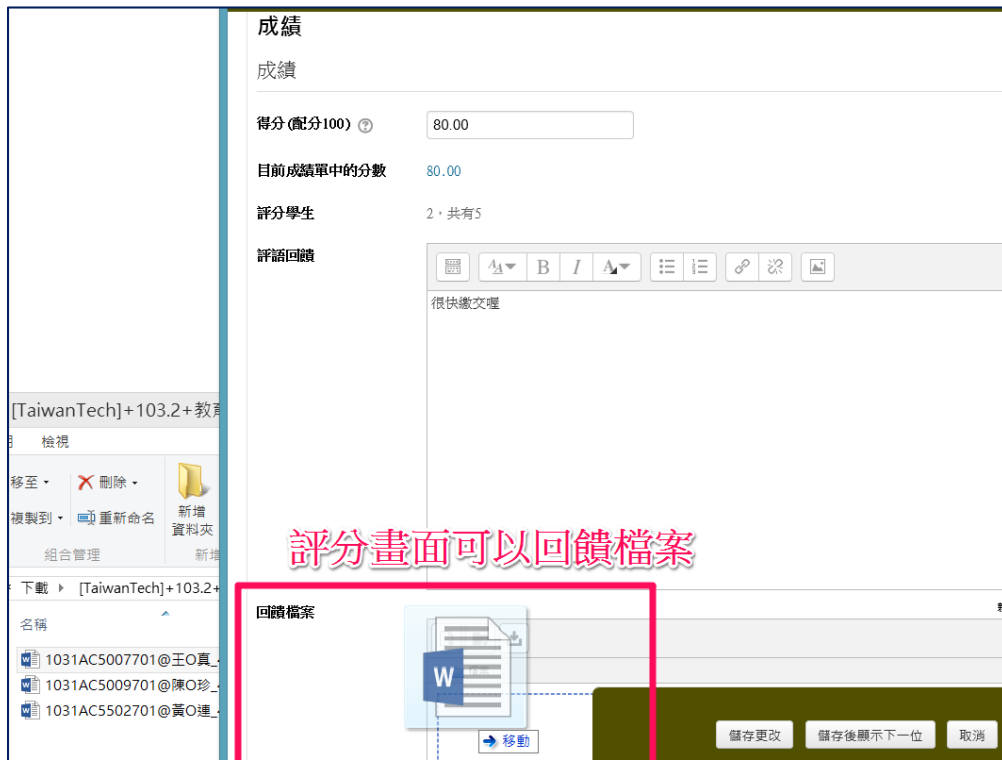 成績
成績
得分(配分100)
80.00
目前成績單中的分數
80.00
評分學生
2，共有5
評語回饋
B I
很快繳交喔
[TaiwanTech]+103.2+教育
檢視
移至
刪除
複製到
重新命名
新增
資料夾
組合管理
新增
下載
[TaiwanTech]+103.2+
名稱
1031AC5007701@王O真_
1031AC5009701@陳O珍_
1031AC5502701@黃O連_
評分畫面可以回饋檔案
回饋檔案
W
移動
儲存更改
儲存後顯示下一位
取消